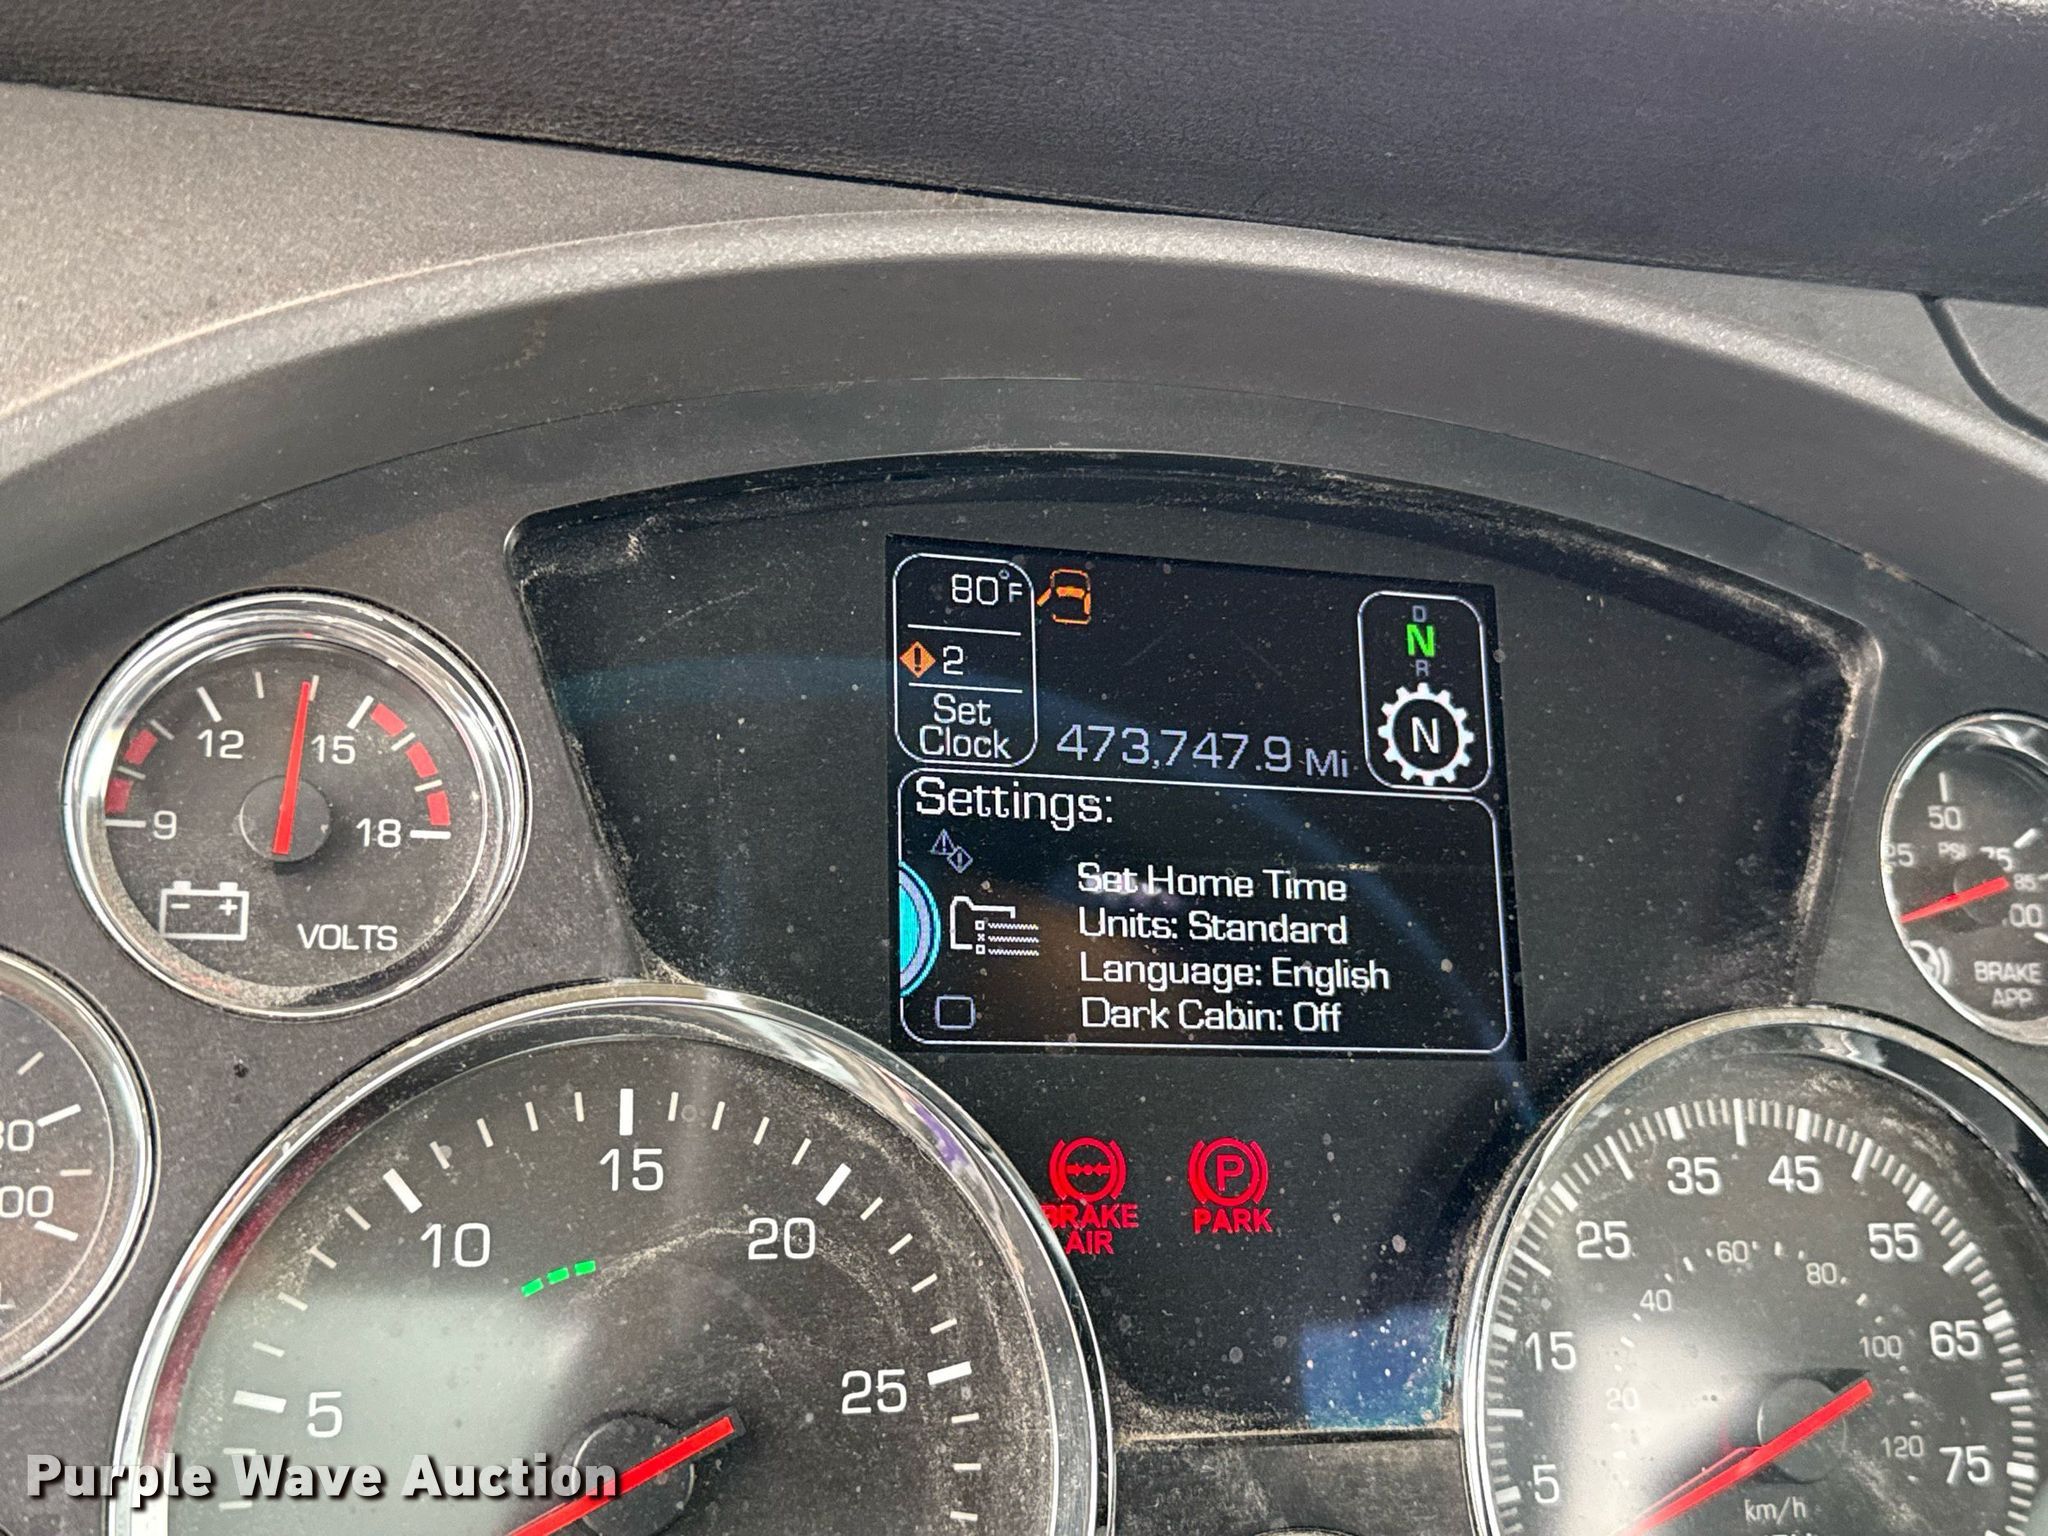 80°F
2
Set
Clock
473,747.9 Mi
D
N
R
N
Settings:
Set Home Time
Units: Standard
Language: English
Dark Cabin: Off
9
12
15
18
VOLTS
50
PSI
BRAKE
APP
BRAKE
AIR
P
PARK
5
10
15
20
25
5
15
25
35
45
55
65
75
20
40
60
80
100
120
km/h
Purple Wave Auction